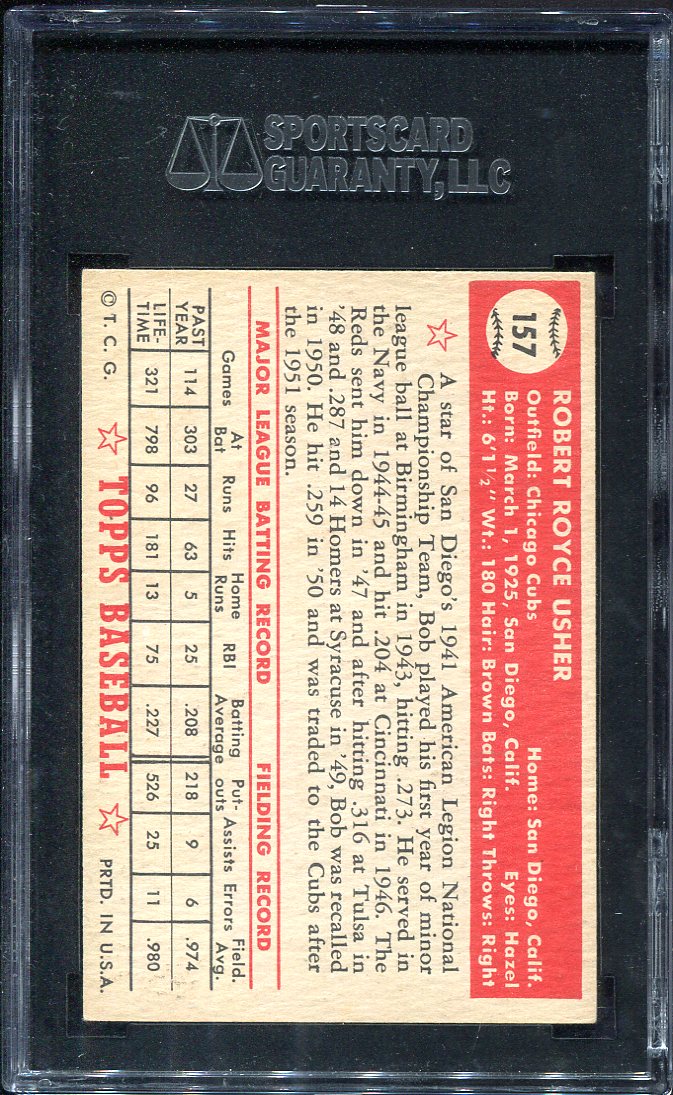 SPORTSCARD
GUARANTY, LLC
157
ROBERT ROYCE USHER
Outfield: Chicago Cubs Home: San Diego, Calif.
Born: March 1, 1925, San Diego, Calif.
Ht.: 6'1½" Wt.: 180 Hair: Brown Eyes: Hazel
Bats: Right Throws: Right
A star of San Diego's 1941 American Legion National
Championship Team, Bob played his first year of minor
league ball at Birmingham in 1943, hitting .273. He served in
the Navy in 1944-45 and hit .204 at Cincinnati in 1946. The
Reds sent him down in '47 and after hitting .316 at Tulsa in
'48 and .287 and 14 Homers at Syracuse in '49, Bob was recalled
in 1950. He hit .259 in '50 and was traded to the Cubs after
the 1951 season.
MAJOR LEAGUE BATTING RECORD FIELDING RECORD
Games At Bat Runs Hits Home Runs RBI Batting Average Put-outs Assists Errors Field. Avg.
PAST YEAR 114 303 27 63 5 25 .208 218 9 6 .974
LIFE-TIME 321 798 96 181 13 75 .227 526 25 11 .980
© T. C. G. TOPPS BASEBALL PRTD. IN U.S.A.